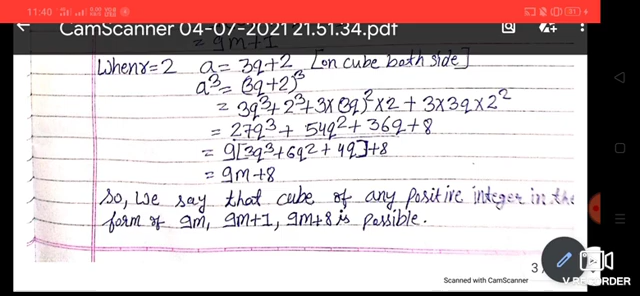 11:40
81
CamScanner 04-07-2021 21.51.34.pdf
= 9m+1
When r=2 a = 3q+2 [on cube both side]
a³ = (3q+2)³
= 3q³+2³+3×(3q)²×2 + 3×3q×2²
= 27q³ + 54q² + 36q + 8
= 9[3q³+6q²+4q]+8
= 9m+8
So, we say that cube of any positive integer in the
form of 9m, 9m+1, 9m+8 is possible.
3
Scanned with CamScanner
V.RECORDER